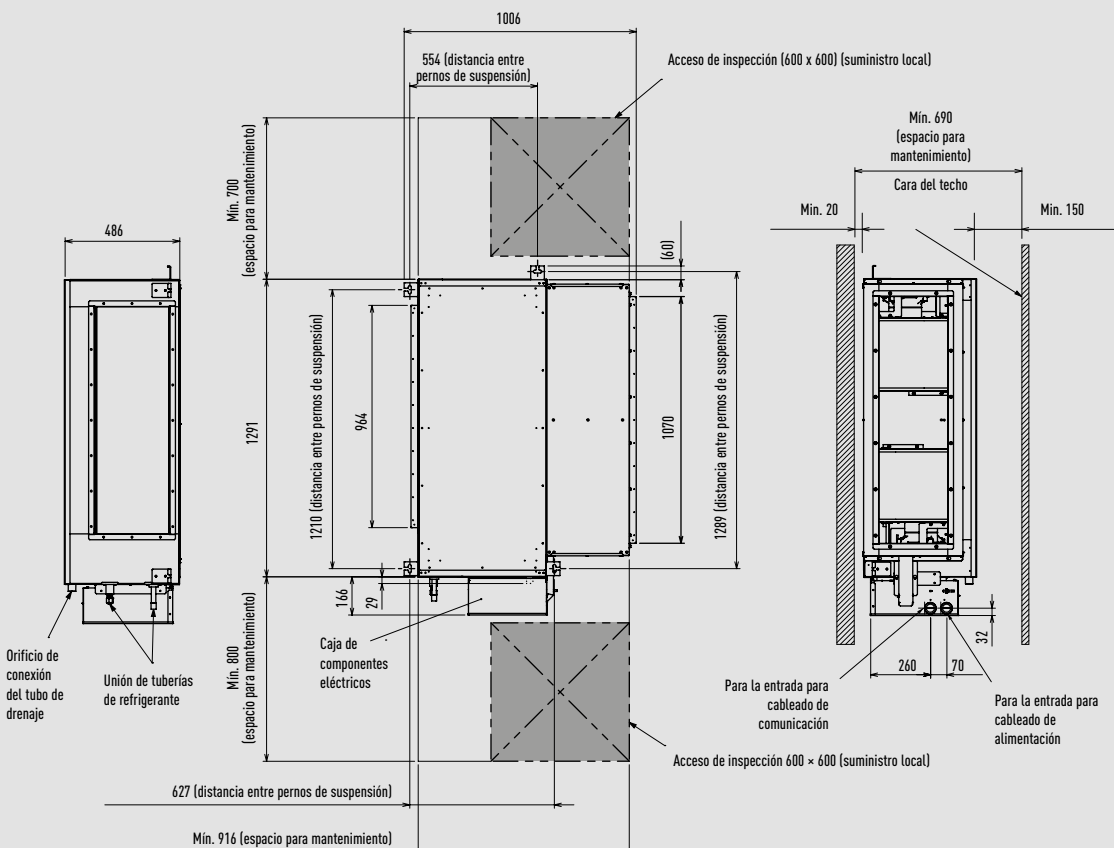 1006
554 (distancia entre
pernos de suspensión)
Acceso de inspección (600 x 600) (suministro local)
Mín. 690
(espacio para
mantenimiento)
Cara del techo
Mín. 700
(espacio para mantenimiento)
Min. 20
Min. 150
486
(60)
1291
1210 (distancia entre pernos de suspensión)
964
1070
1289 (distancia entre pernos de suspensión)
166
29
32
260
70
Orificio de
conexión
del tubo de
drenaje
Unión de tuberías
de refrigerante
Caja de
componentes
eléctricos
Mín. 800
(espacio para mantenimiento)
Para la entrada para
cableado de
comunicación
Para la entrada para
cableado de
alimentación
Acceso de inspección 600 × 600 (suministro local)
627 (distancia entre pernos de suspensión)
Mín. 916 (espacio para mantenimiento)